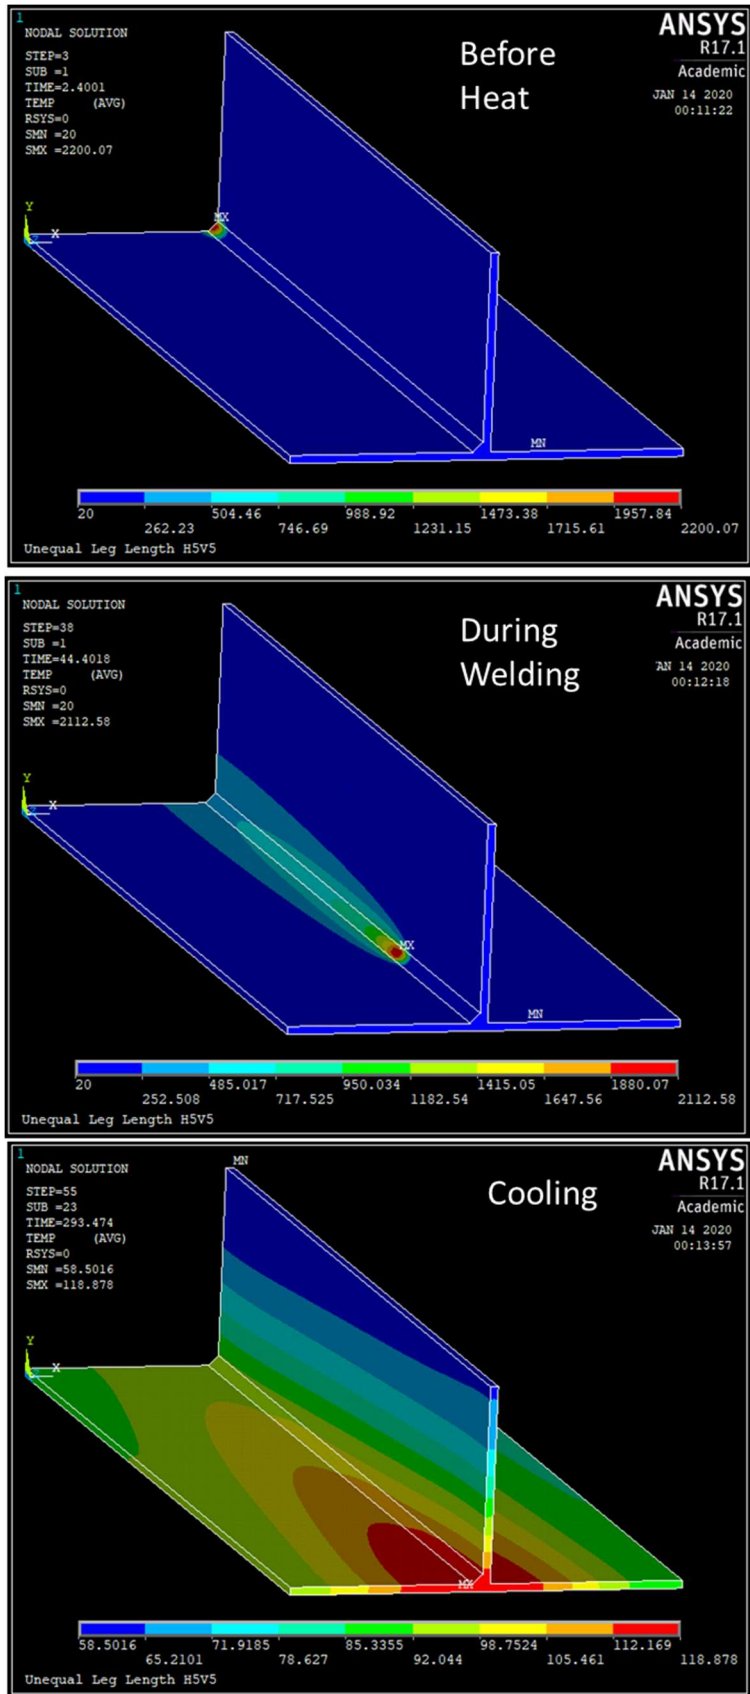 1
NODAL SOLUTION
STEP=3
SUB =1
TIME=2.4001
TEMP (AVG)
RSYS=0
SMN =20
SMX =2200.07
Before
Heat
ANSYS
R17.1
Academic
JAN 14 2020
00:11:22
MX
Y
X
Z
MN
20 504.46 988.92 1473.38 1957.84
262.23 746.69 1231.15 1715.61 2200.07
Unequal Leg Length H5V5
1
NODAL SOLUTION
STEP=38
SUB =1
TIME=44.4018
TEMP (AVG)
RSYS=0
SMN =20
SMX =2112.58
During
Welding
ANSYS
R17.1
Academic
AN 14 2020
00:12:18
Y
X
Z
MX
MN
20 485.017 950.034 1415.05 1880.07
252.508 717.525 1182.54 1647.56 2112.58
Unequal Leg Length H5V5
1
NODAL SOLUTION
STEP=55
SUB =23
TIME=293.474
TEMP (AVG)
RSYS=0
SMN =58.5016
SMX =118.878
MN
Cooling
ANSYS
R17.1
Academic
JAN 14 2020
00:13:57
Y
X
Z
MX
58.5016 71.9185 85.3355 98.7524 112.169
65.2101 78.627 92.044 105.461 118.878
Unequal Leg Length H5V5